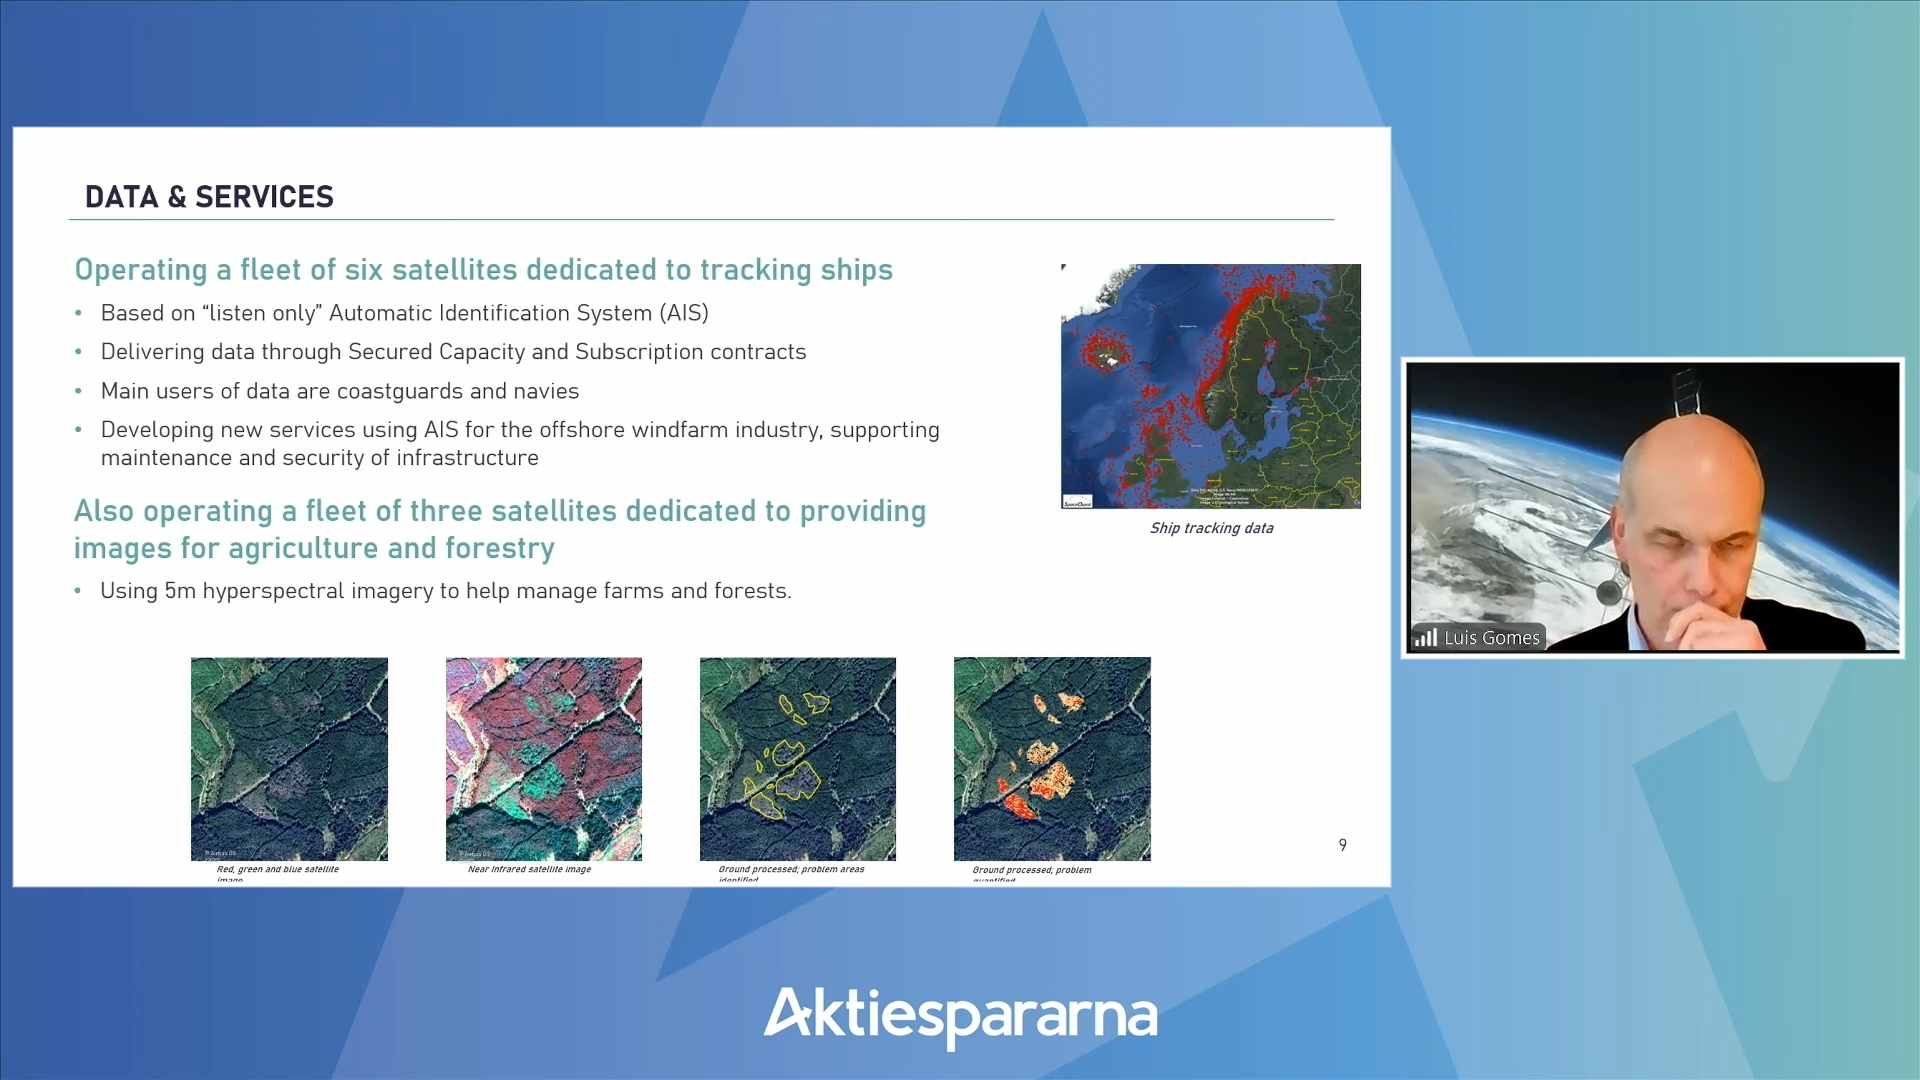 DATA & SERVICES
Operating a fleet of six satellites dedicated to tracking ships
• Based on “listen only” Automatic Identification System (AIS)
• Delivering data through Secured Capacity and Subscription contracts
• Main users of data are coastguards and navies
• Developing new services using AIS for the offshore windfarm industry, supporting
maintenance and security of infrastructure
Ship tracking data
Also operating a fleet of three satellites dedicated to providing
images for agriculture and forestry
• Using 5m hyperspectral imagery to help manage farms and forests.
Luis Gomes
Red, green and blue satellite
image
Near Infrared satellite image
Ground processed; problem areas
identified
Ground processed; problem
quantified
9
Aktiespararna